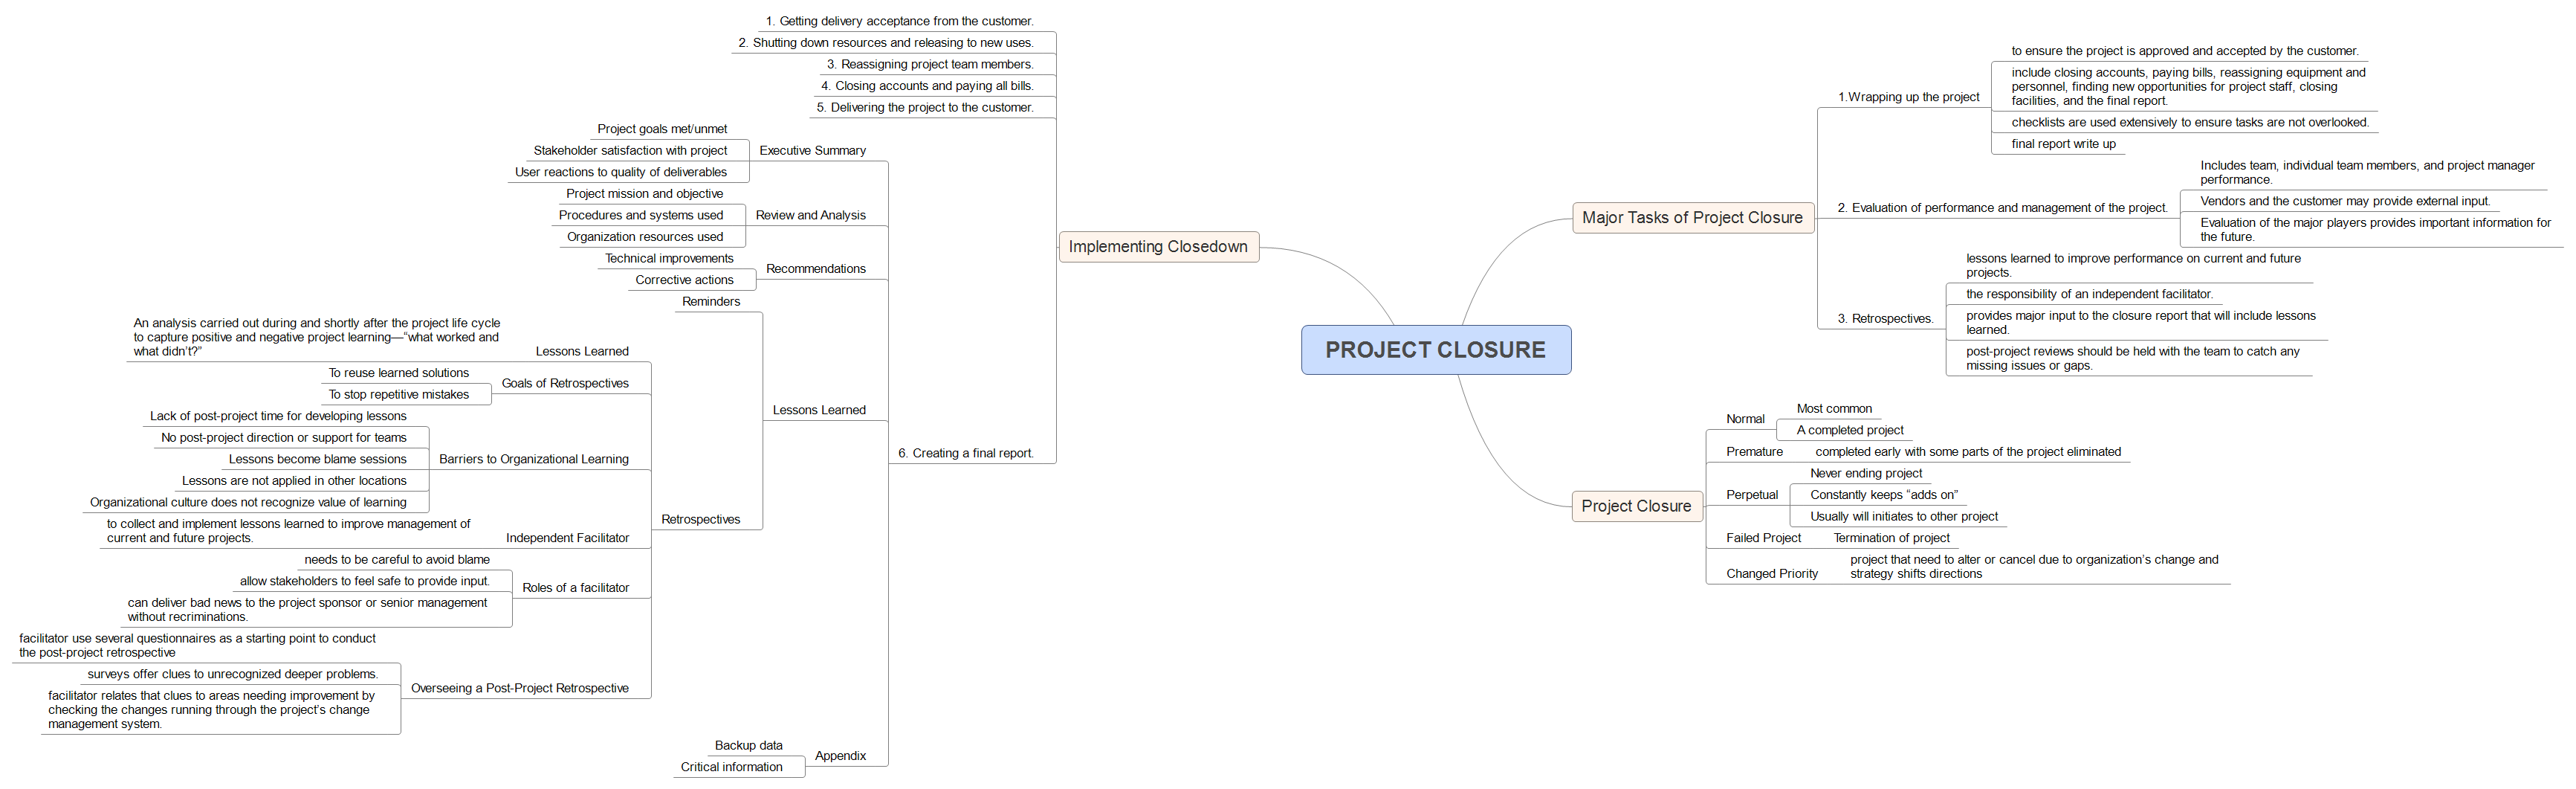 PROJECT CLOSURE
Major Tasks of Project Closure
1.Wrapping up the project
to ensure the project is approved and accepted by the customer.
include closing accounts, paying bills, reassigning equipment and
personnel, finding new opportunities for project staff, closing
facilities, and the final report.
checklists are used extensively to ensure tasks are not overlooked.
final report write up
2. Evaluation of performance and management of the project.
Includes team, individual team members, and project manager
performance.
Vendors and the customer may provide external input.
Evaluation of the major players provides important information for
the future.
3. Retrospectives.
lessons learned to improve performance on current and future
projects.
the responsibility of an independent facilitator.
provides major input to the closure report that will include lessons
learned.
post-project reviews should be held with the team to catch any
missing issues or gaps.
Project Closure
Normal
Most common
A completed project
Premature
completed early with some parts of the project eliminated
Perpetual
Never ending project
Constantly keeps “adds on”
Usually will initiates to other project
Failed Project
Termination of project
Changed Priority
project that need to alter or cancel due to organization’s change and
strategy shifts directions
Implementing Closedown
1. Getting delivery acceptance from the customer.
2. Shutting down resources and releasing to new uses.
3. Reassigning project team members.
4. Closing accounts and paying all bills.
5. Delivering the project to the customer.
6. Creating a final report.
Executive Summary
Project goals met/unmet
Stakeholder satisfaction with project
User reactions to quality of deliverables
Review and Analysis
Project mission and objective
Procedures and systems used
Organization resources used
Recommendations
Technical improvements
Corrective actions
Lessons Learned
Reminders
Retrospectives
Lessons Learned
An analysis carried out during and shortly after the project life cycle
to capture positive and negative project learning—“what worked and
what didn’t?”
Goals of Retrospectives
To reuse learned solutions
To stop repetitive mistakes
Barriers to Organizational Learning
Lack of post-project time for developing lessons
No post-project direction or support for teams
Lessons become blame sessions
Lessons are not applied in other locations
Organizational culture does not recognize value of learning
Independent Facilitator
to collect and implement lessons learned to improve management of
current and future projects.
Roles of a facilitator
needs to be careful to avoid blame
allow stakeholders to feel safe to provide input.
can deliver bad news to the project sponsor or senior management
without recriminations.
Overseeing a Post-Project Retrospective
facilitator use several questionnaires as a starting point to conduct
the post-project retrospective
surveys offer clues to unrecognized deeper problems.
facilitator relates that clues to areas needing improvement by
checking the changes running through the project’s change
management system.
Appendix
Backup data
Critical information